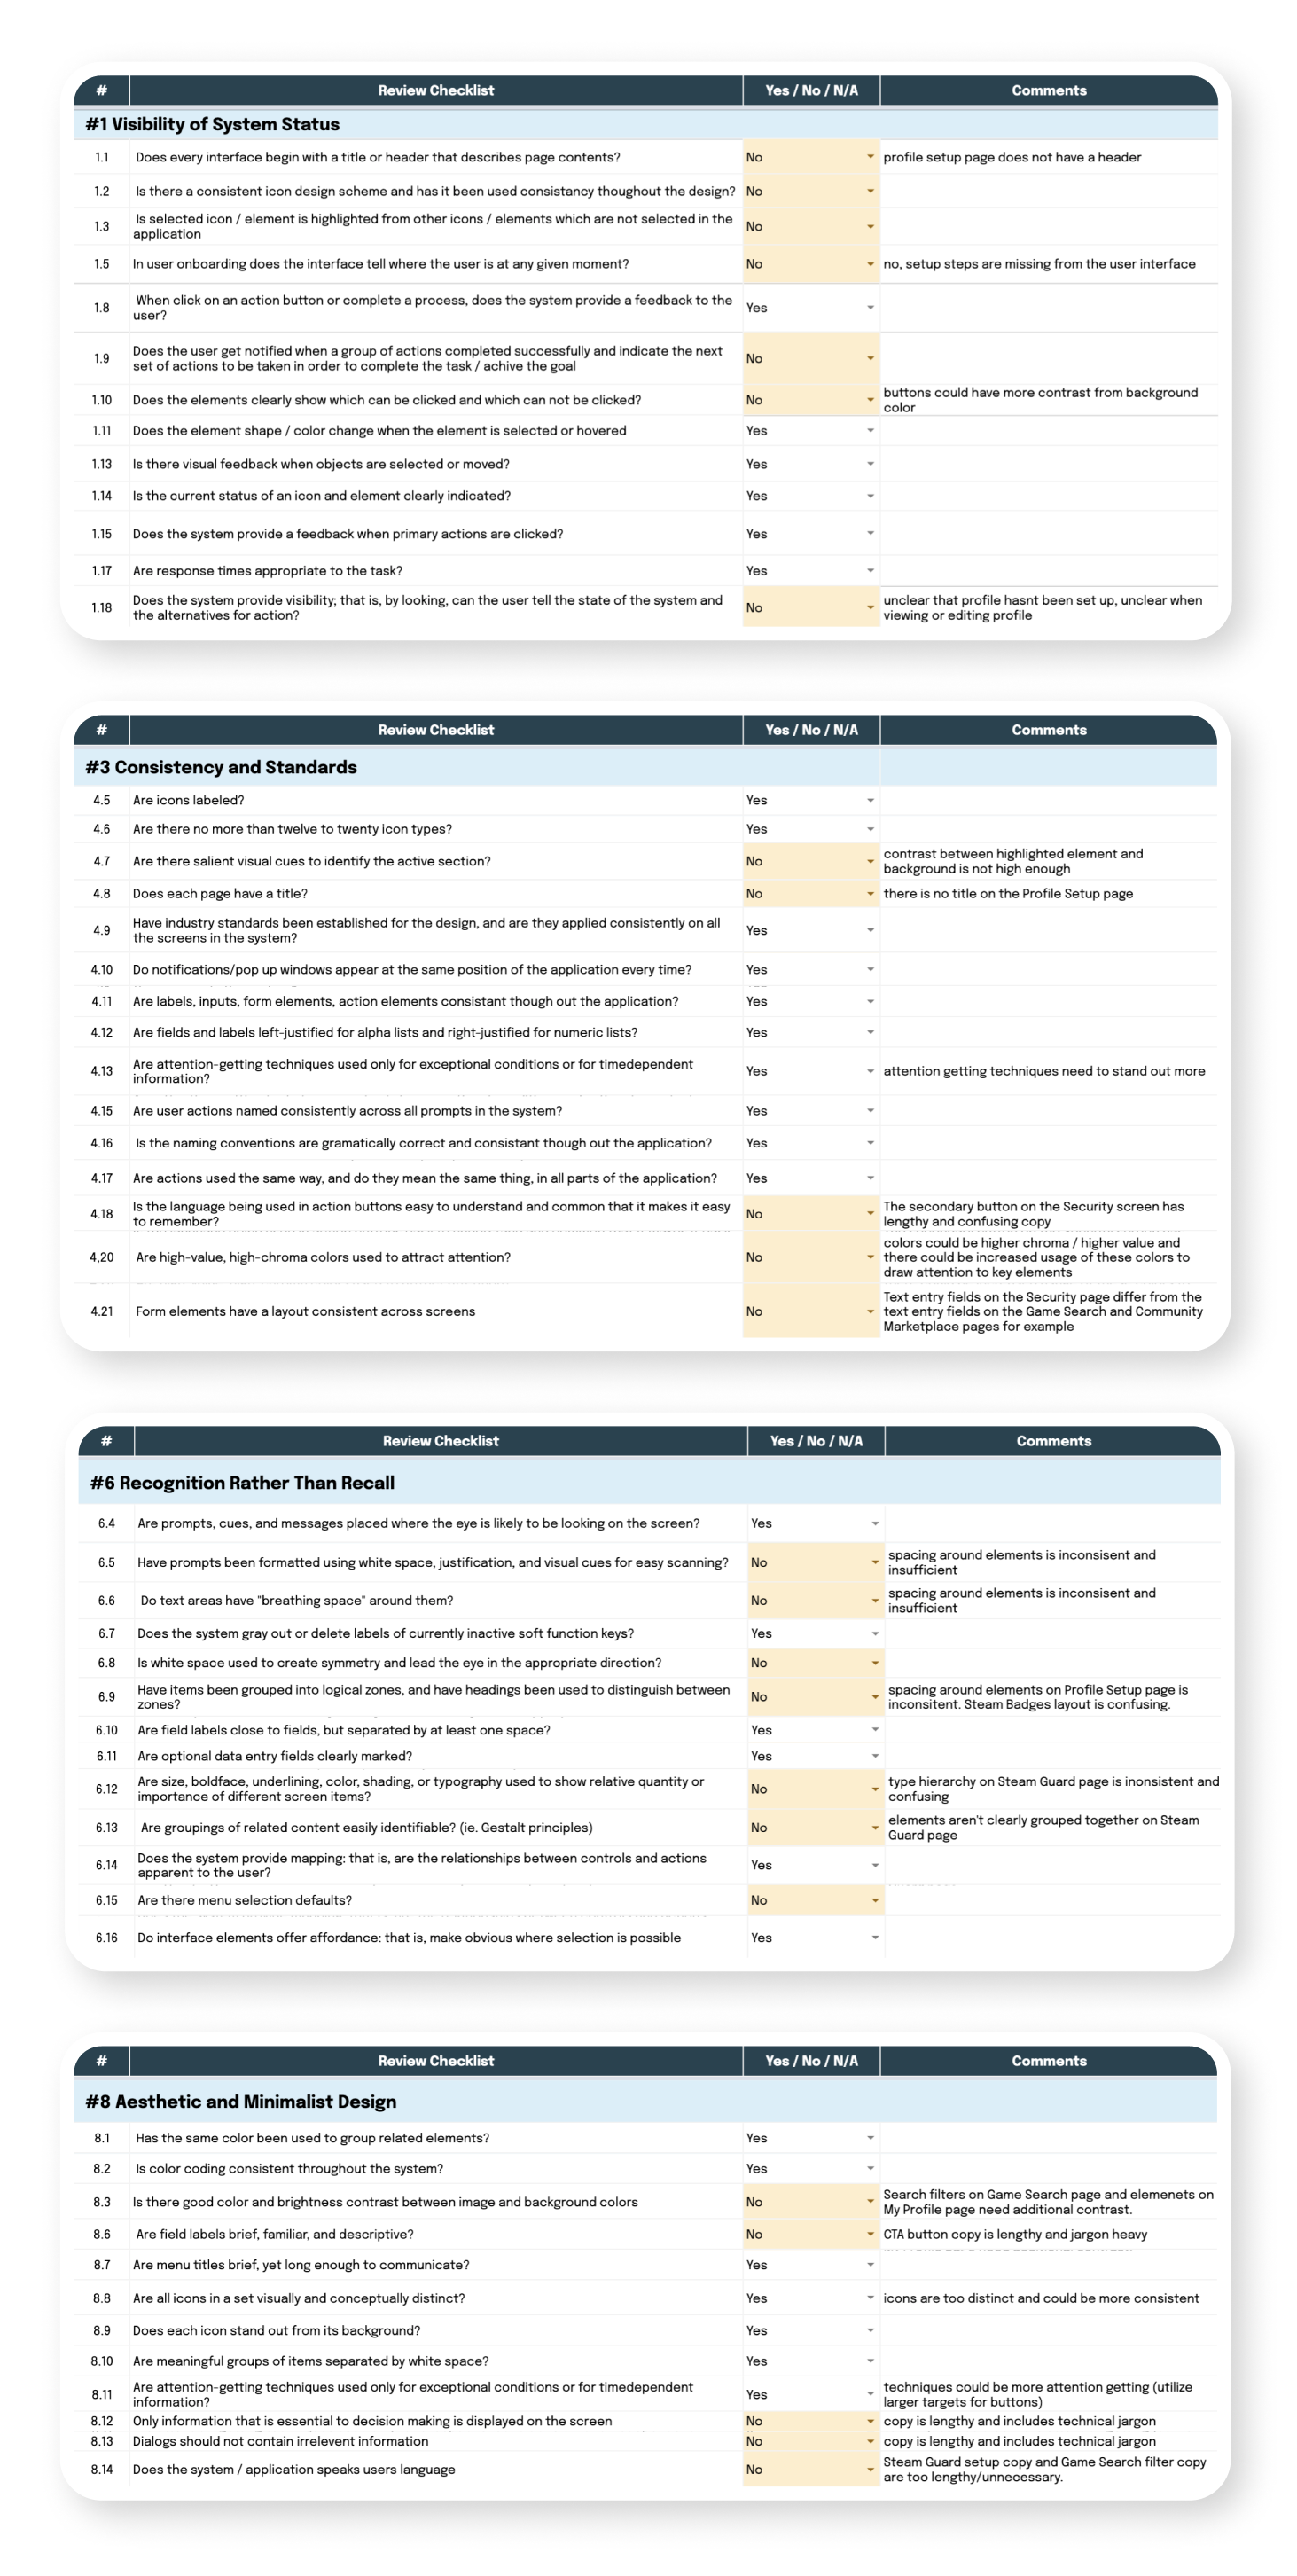 # Review Checklist Yes / No / N/A Comments
#1 Visibility of System Status
1.1 Does every interface begin with a title or header that describes page contents? No profile setup page does not have a header
1.2 Is there a consistent icon design scheme and has it been used consistancy thoughout the design? No
1.3 Is selected icon / element is highlighted from other icons / elements which are not selected in the
application
No
1.5 In user onboarding does the interface tell where the user is at any given moment? No no, setup steps are missing from the user interface
1.8 When click on an action button or complete a process, does the system provide a feedback to the
user?
Yes
1.9 Does the user get notified when a group of actions completed successfully and indicate the next
set of actions to be taken in order to complete the task / achive the goal
No
1.10 Does the elements clearly show which can be clicked and which can not be clicked? No buttons could have more contrast from background
color
1.11 Does the element shape / color change when the element is selected or hovered Yes
1.13 Is there visual feedback when objects are selected or moved? Yes
1.14 Is the current status of an icon and element clearly indicated? Yes
1.15 Does the system provide a feedback when primary actions are clicked? Yes
1.17 Are response times appropriate to the task? Yes
1.18 Does the system provide visibility; that is, by looking, can the user tell the state of the system and
the alternatives for action?
No unclear that profile hasnt been set up, unclear when
viewing or editing profile
# Review Checklist Yes / No / N/A Comments
#3 Consistency and Standards
4.5 Are icons labeled? Yes
4.6 Are there no more than twelve to twenty icon types? Yes
4.7 Are there salient visual cues to identify the active section? No contrast between highlighted element and
background is not high enough
4.8 Does each page have a title? No there is no title on the Profile Setup page
4.9 Have industry standards been established for the design, and are they applied consistently on all
the screens in the system?
Yes
4.10 Do notifications/pop up windows appear at the same position of the application every time? Yes
4.11 Are labels, inputs, form elements, action elements consistant though out the application? Yes
4.12 Are fields and labels left-justified for alpha lists and right-justified for numeric lists? Yes
4.13 Are attention-getting techniques used only for exceptional conditions or for timedependent
information?
Yes attention getting techniques need to stand out more
4.15 Are user actions named consistently across all prompts in the system? Yes
4.16 Is the naming conventions are gramatically correct and consistant though out the application? Yes
4.17 Are actions used the same way, and do they mean the same thing, in all parts of the application? Yes
4.18 Is the language being used in action buttons easy to understand and common that it makes it easy
to remember?
No The secondary button on the Security screen has
lengthy and confusing copy
4,20 Are high-value, high-chroma colors used to attract attention? No colors could be higher chroma / higher value and
there could be increased usage of these colors to
draw attention to key elements
4.21 Form elements have a layout consistent across screens No Text entry fields on the Security page differ from the
text entry fields on the Game Search and Community
Marketplace pages for example
# Review Checklist Yes / No / N/A Comments
#6 Recognition Rather Than Recall
6.4 Are prompts, cues, and messages placed where the eye is likely to be looking on the screen? Yes
6.5 Have prompts been formatted using white space, justification, and visual cues for easy scanning? No spacing around elements is inconsisent and
insufficient
6.6 Do text areas have "breathing space" around them? No spacing around elements is inconsisent and
insufficient
6.7 Does the system gray out or delete labels of currently inactive soft function keys? Yes
6.8 Is white space used to create symmetry and lead the eye in the appropriate direction? No
6.9 Have items been grouped into logical zones, and have headings been used to distinguish between
zones?
No spacing around elements on Profile Setup page is
inconsitent. Steam Badges layout is confusing.
6.10 Are field labels close to fields, but separated by at least one space? Yes
6.11 Are optional data entry fields clearly marked? Yes
6.12 Are size, boldface, underlining, color, shading, or typography used to show relative quantity or
importance of different screen items?
No type hierarchy on Steam Guard page is inonsistent and
confusing
6.13 Are groupings of related content easily identifiable? (ie. Gestalt principles) No elements aren't clearly grouped together on Steam
Guard page
6.14 Does the system provide mapping: that is, are the relationships between controls and actions
apparent to the user?
Yes
6.15 Are there menu selection defaults? No
6.16 Do interface elements offer affordance: that is, make obvious where selection is possible Yes
# Review Checklist Yes / No / N/A Comments
#8 Aesthetic and Minimalist Design
8.1 Has the same color been used to group related elements? Yes
8.2 Is color coding consistent throughout the system? Yes
8.3 Is there good color and brightness contrast between image and background colors No Search filters on Game Search page and elemenets on
My Profile page need additional contrast.
8.6 Are field labels brief, familiar, and descriptive? No CTA button copy is lengthy and jargon heavy
8.7 Are menu titles brief, yet long enough to communicate? Yes
8.8 Are all icons in a set visually and conceptually distinct? Yes icons are too distinct and could be more consistent
8.9 Does each icon stand out from its background? Yes
8.10 Are meaningful groups of items separated by white space? Yes
8.11 Are attention-getting techniques used only for exceptional conditions or for timedependent
information?
Yes techniques could be more attention getting (utilize
larger targets for buttons)
8.12 Only information that is essential to decision making is displayed on the screen No copy is lengthy and includes technical jargon
8.13 Dialogs should not contain irrelevent information No copy is lengthy and includes technical jargon
8.14 Does the system / application speaks users language No Steam Guard setup copy and Game Search filter copy
are too lengthy/unnecessary.